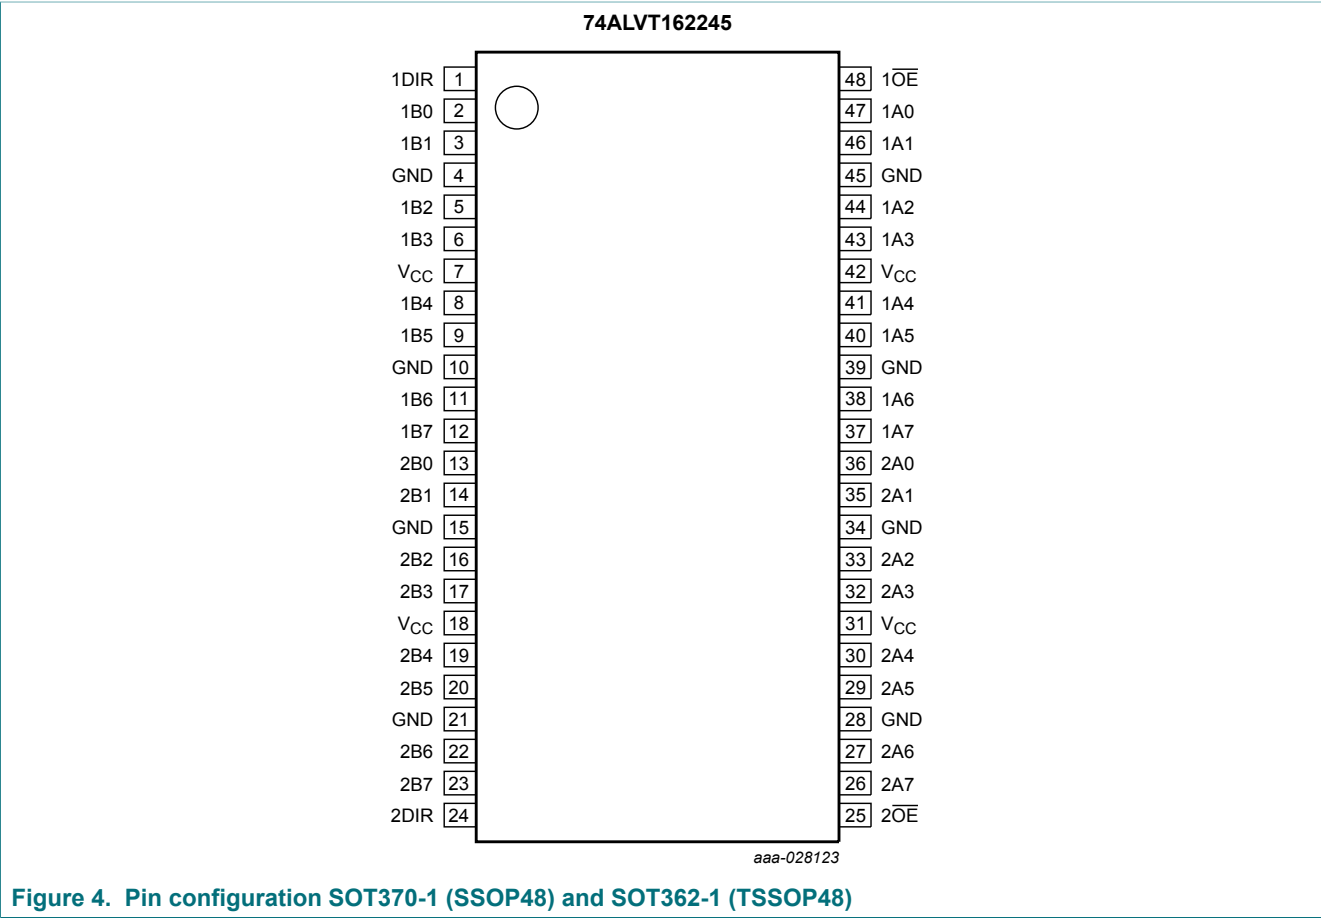 74ALVT162245
1DIR 1 48 1O̅E̅
1B0 2 47 1A0
1B1 3 46 1A1
GND 4 45 GND
1B2 5 44 1A2
1B3 6 43 1A3
VCC 7 42 VCC
1B4 8 41 1A4
1B5 9 40 1A5
GND 10 39 GND
1B6 11 38 1A6
1B7 12 37 1A7
2B0 13 36 2A0
2B1 14 35 2A1
GND 15 34 GND
2B2 16 33 2A2
2B3 17 32 2A3
VCC 18 31 VCC
2B4 19 30 2A4
2B5 20 29 2A5
GND 21 28 GND
2B6 22 27 2A6
2B7 23 26 2A7
2DIR 24 25 2O̅E̅
aaa-028123
Figure 4. Pin configuration SOT370-1 (SSOP48) and SOT362-1 (TSSOP48)